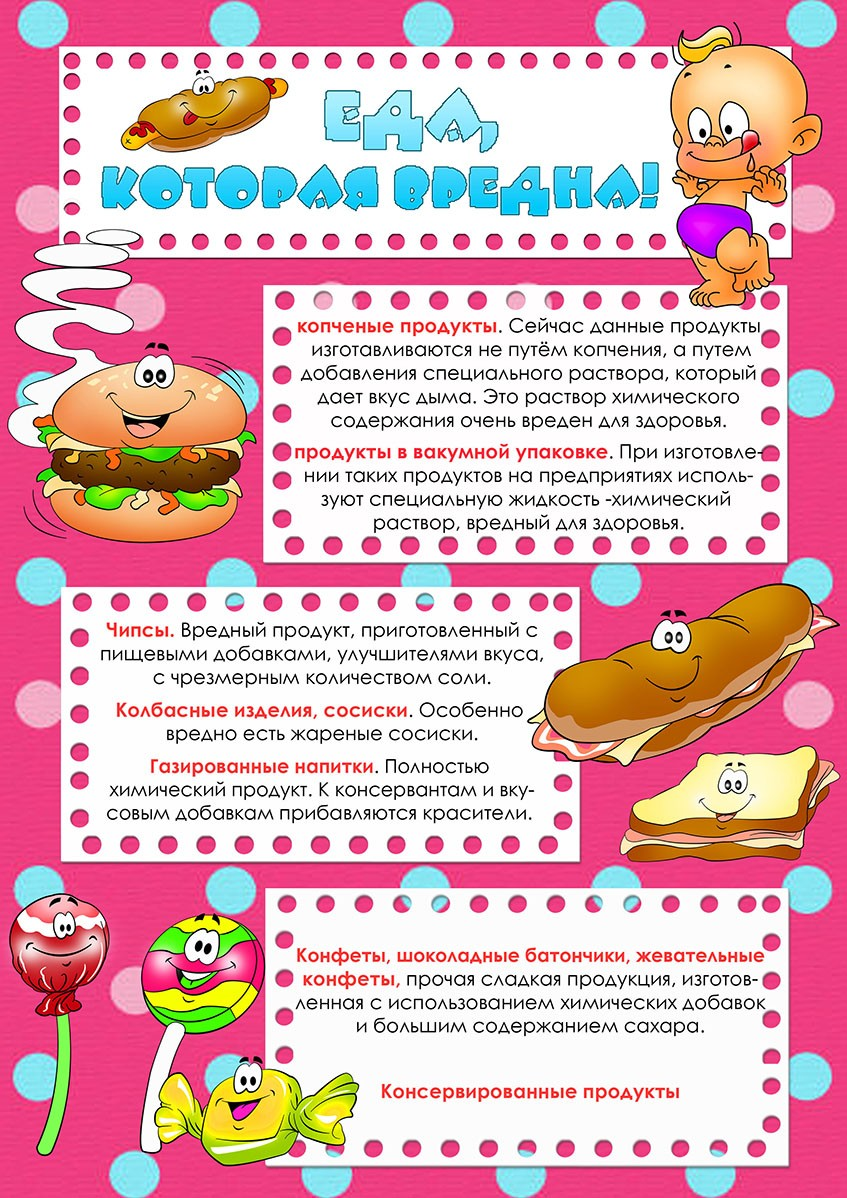 ЕДА,
КОТОРАЯ ВРЕДНА!
копченые продукты. Сейчас данные продукты
изготавливаются не путём копчения, а путем
добавления специального раствора, который
дает вкус дыма. Это раствор химического
содержания очень вреден для здоровья.
продукты в вакумной упаковке. При изготовле-
нии таких продуктов на предприятиях исполь-
зуют специальную жидкость -химический
раствор, вредный для здоровья.
Чипсы. Вредный продукт, приготовленный с
пищевыми добавками, улучшителями вкуса,
с чрезмерным количеством соли.
Колбасные изделия, сосиски. Особенно
вредно есть жареные сосиски.
Газированные напитки. Полностью
химический продукт. К консервантам и вку-
совым добавкам прибавляются красители.
Конфеты, шоколадные батончики, жевательные
конфеты, прочая сладкая продукция, изготов-
ленная с использованием химических добавок
и большим содержанием сахара.
Консервированные продукты